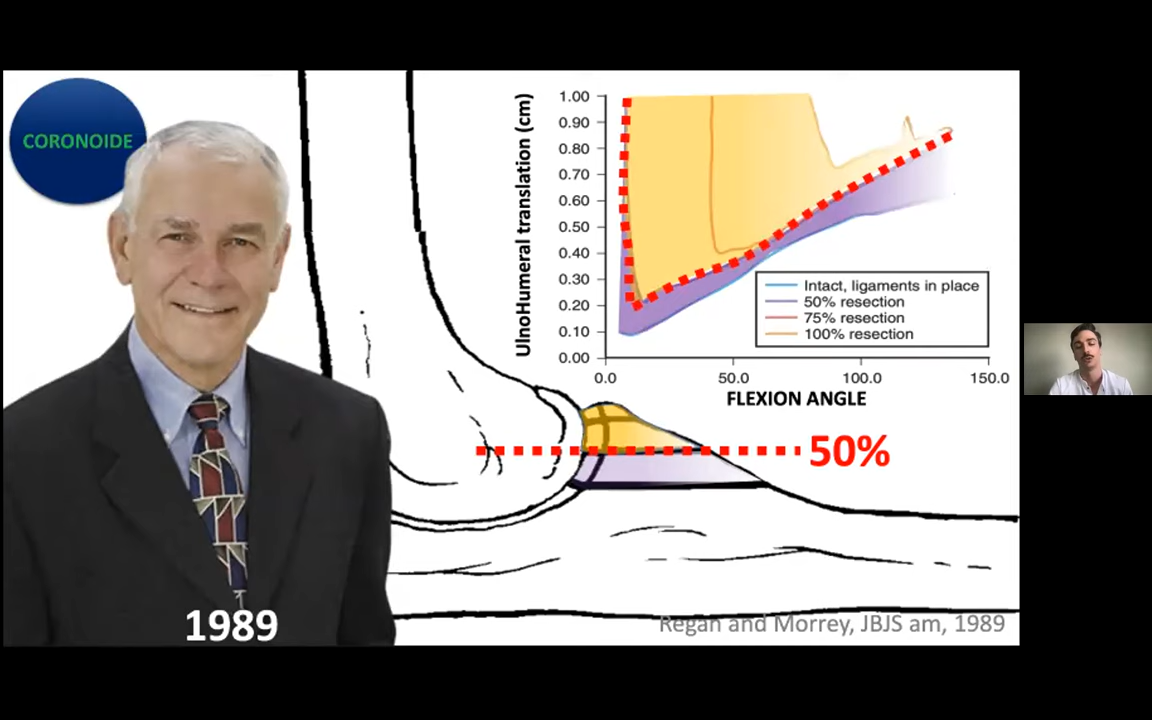 CORONOIDE
UlnoHumeral translation (cm)
1.00
0.90
0.80
0.70
0.60
0.50
0.40
0.30
0.20
0.10
0.00
Intact, ligaments in place
50% resection
75% resection
100% resection
0.0
50.0
100.0
150.0
FLEXION ANGLE
50%
1989
Regan and Morrey, JBJS am, 1989